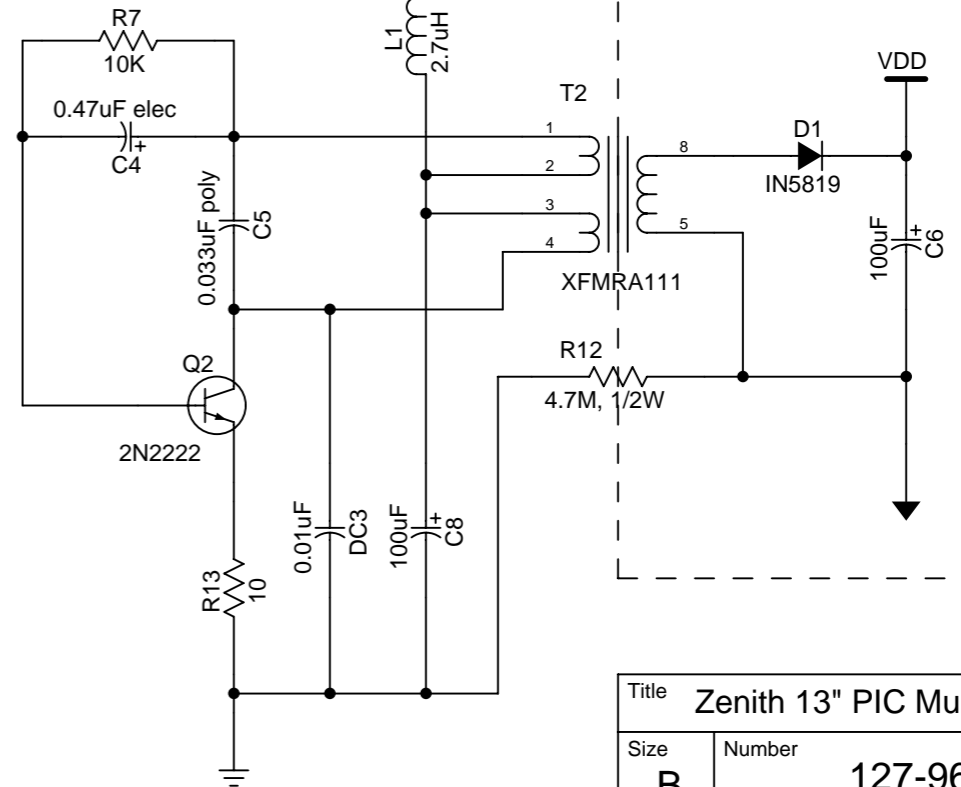 R7
10K
0.47uF elec
+
C4
L1
2.7uH
T2
VDD
1
2
3
4
8
5
D1
IN5819
0.033uF poly
C5
XFMRA111
100uF
+
C6
Q2
2N2222
R12
4.7M, 1/2W
0.01uF
DC3
100uF
+
C8
R13
10
Title Zenith 13" PIC Mu
Size
B
Number
127-96